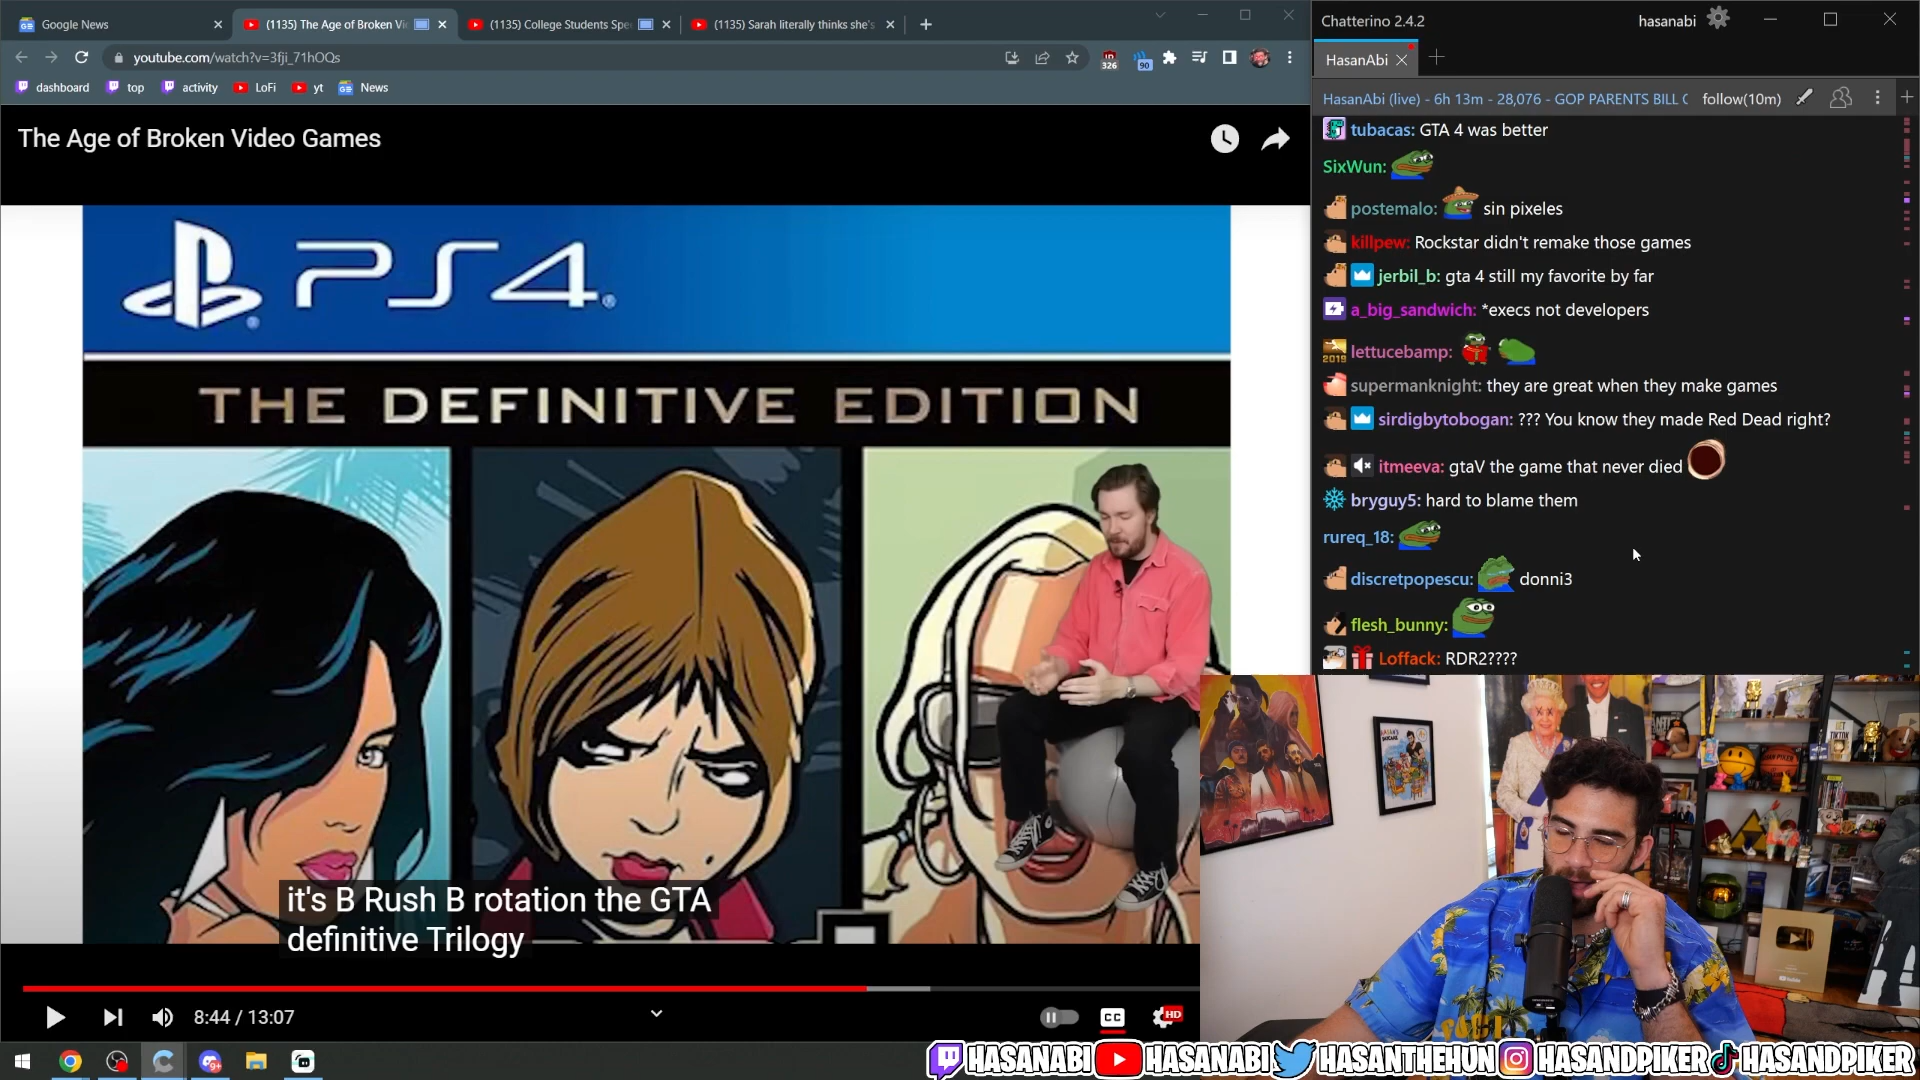 Google News
(1135) The Age of Broken Vi
(1135) College Students Spe
(1135) Sarah literally thinks she's
youtube.com/watch?v=3fji_71hOQs
326
90
dashboard
top
activity
LoFi
yt
News
The Age of Broken Video Games
PS4
THE DEFINITIVE EDITION
it's B Rush B rotation the GTA
definitive Trilogy
8:44 / 13:07
CC
HD
Chatterino 2.4.2
hasanabi
HasanAbi
HasanAbi (live) - 6h 13m - 28,076 - GOP PARENTS BILL
follow(10m)
tubacas: GTA 4 was better
SixWun:
postemalo: sin pixeles
killpew: Rockstar didn't remake those games
jerbil_b: gta 4 still my favorite by far
a_big_sandwich: *execs not developers
2019 lettucebamp:
supermanknight: they are great when they make games
sirdigbytobogan: ??? You know they made Red Dead right?
itmeeva: gtaV the game that never died
bryguy5: hard to blame them
rureq_18:
discretpopescu: donni3
flesh_bunny:
Loffack: RDR2????
HASANABI HASANABI HASANTHEHUN HASANDPIKER HASANDPIKER